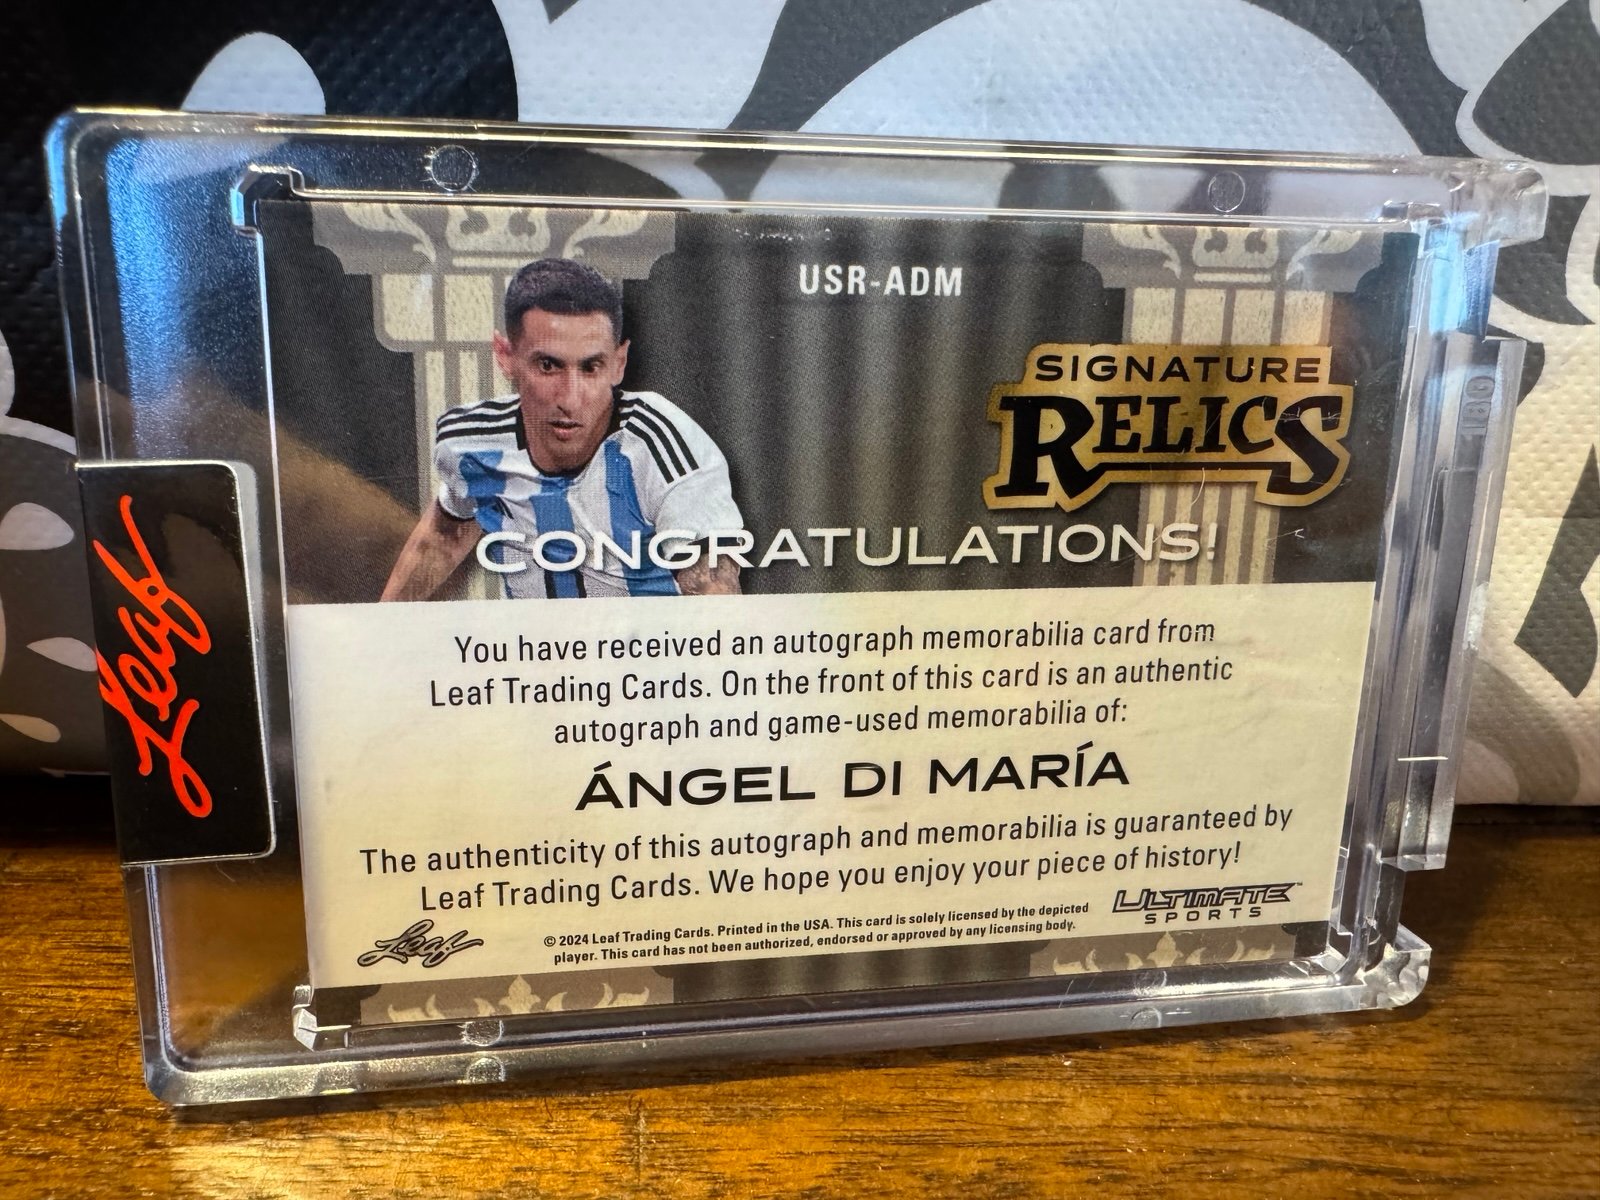 USR-ADM
SIGNATURE
RELICS
CONGRATULATIONS!
You have received an autograph memorabilia card from
Leaf Trading Cards. On the front of this card is an authentic
autograph and game-used memorabilia of:
ÁNGEL DI MARÍA
The authenticity of this autograph and memorabilia is guaranteed by
Leaf Trading Cards. We hope you enjoy your piece of history!
Leaf
© 2024 Leaf Trading Cards. Printed in the USA. This card is solely licensed by the depicted
player. This card has not been authorized, endorsed or approved by any licensing body.
ULTIMATE™
SPORTS
Leaf